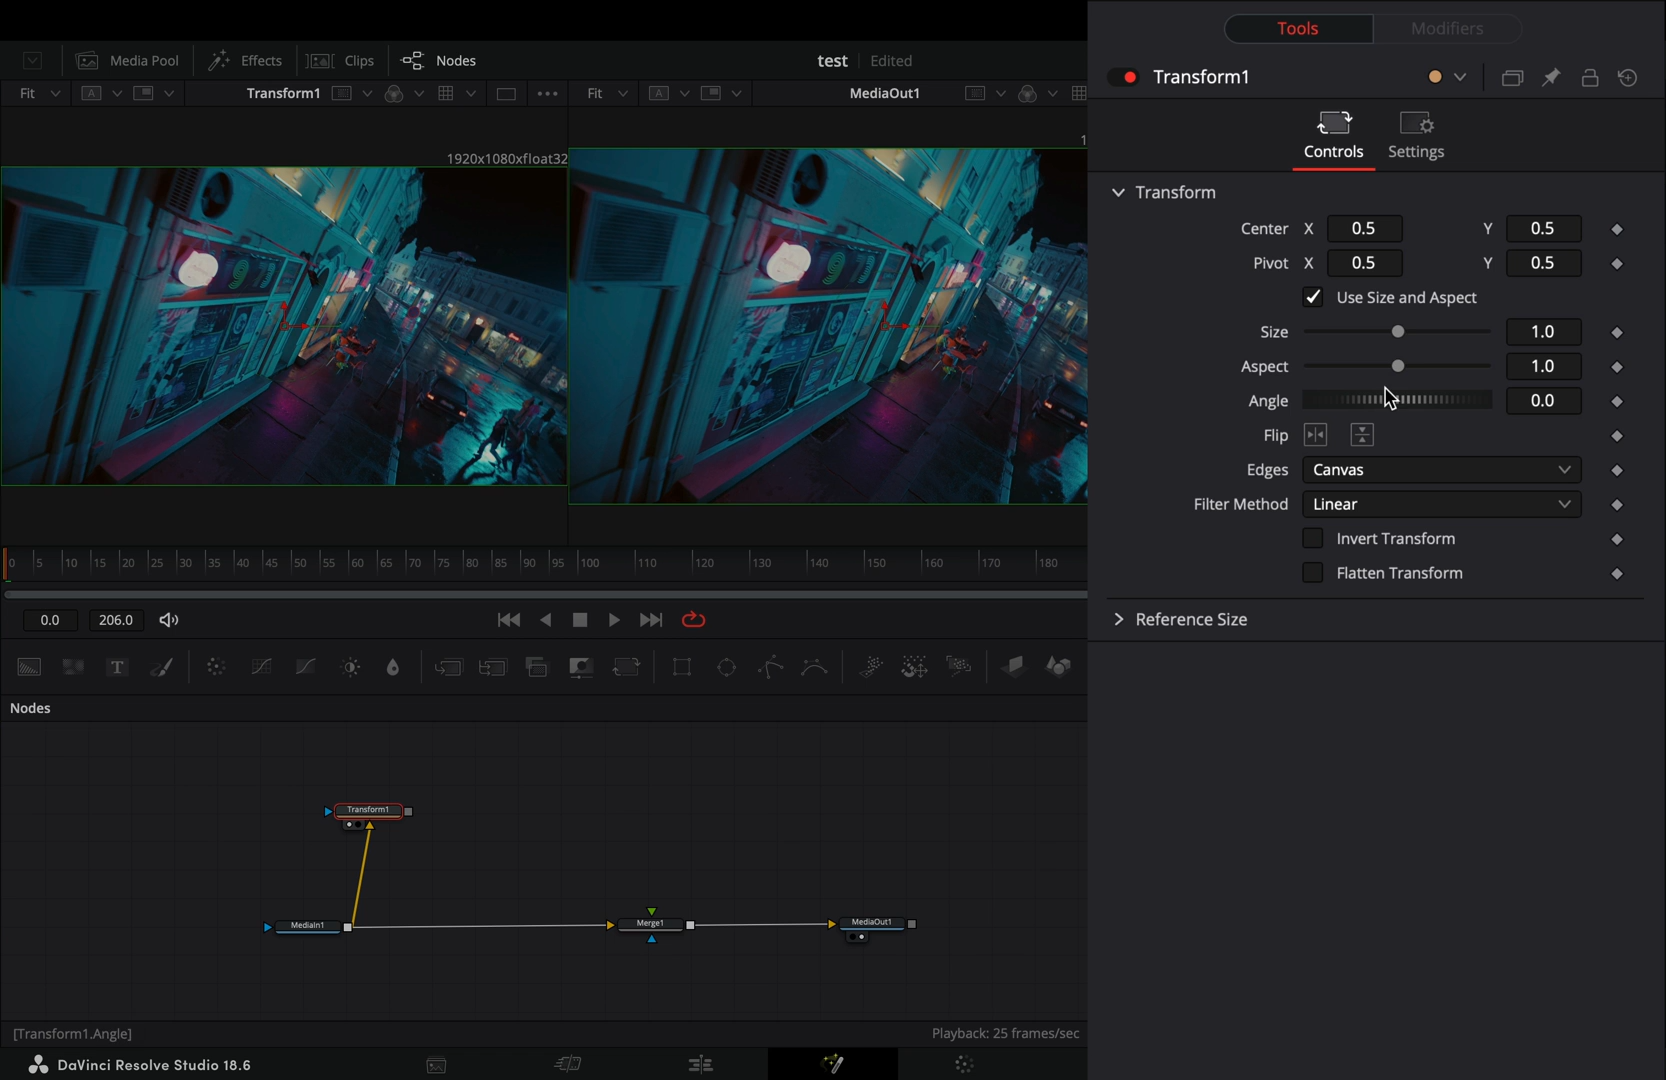 Tools
Modifiers
Media Pool
Effects
Clips
Nodes
test
Edited
Transform1
Fit
A
Transform1
Fit
A
MediaOut1
Controls
Settings
1920x1080xfloat32
1
Transform
Center X 0.5 Y 0.5
Pivot X 0.5 Y 0.5
Use Size and Aspect
Size 1.0
Aspect 1.0
Angle 0.0
Flip
Edges Canvas
Filter Method Linear
Invert Transform
Flatten Transform
Reference Size
0 5 10 15 20 25 30 35 40 45 50 55 60 65 70 75 80 85 90 95 100 110 120 130 140 150 160 170 180
0.0
206.0
T
Nodes
Transform1
MediaIn1
Merge1
MediaOut1
[Transform1.Angle]
Playback: 25 frames/sec
DaVinci Resolve Studio 18.6